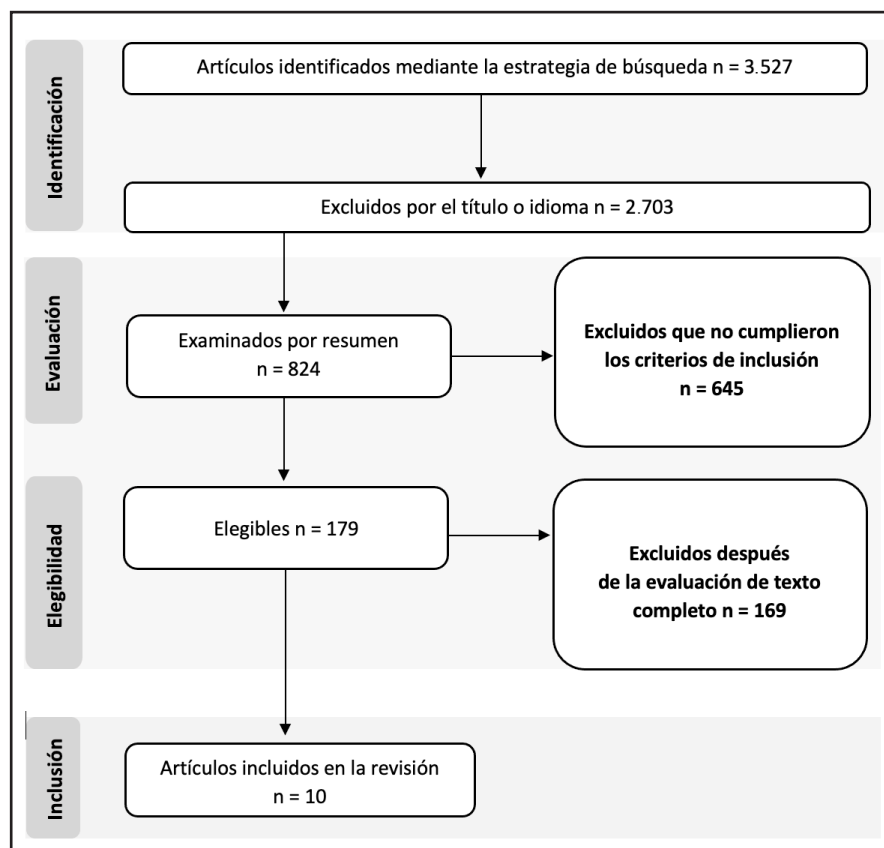 Identificación
Artículos identificados mediante la estrategia de búsqueda n = 3.527
Excluidos por el título o idioma n = 2.703
Evaluación
Examinados por resumen
n = 824
Excluidos que no cumplieron
los criterios de inclusión
n = 645
Elegibilidad
Elegibles n = 179
Excluidos después
de la evaluación de texto
completo n = 169
Inclusión
Artículos incluidos en la revisión
n = 10